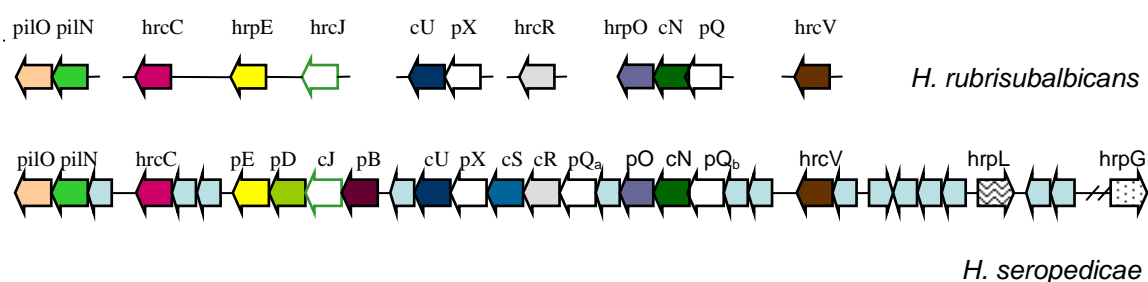 pilO pilN hrcC hrpE hrcJ cU pX hrcR hrpO cN pQ hrcV
H. rubrisubalbicans
pilO pilN hrcC pE pD cJ pB cU pX cS cR pQa pO cN pQb hrcV hrpL hrpG
H. seropedicae